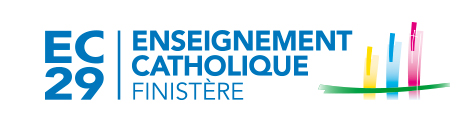 EC
29
ENSEIGNEMENT
CATHOLIQUE
FINISTÈRE